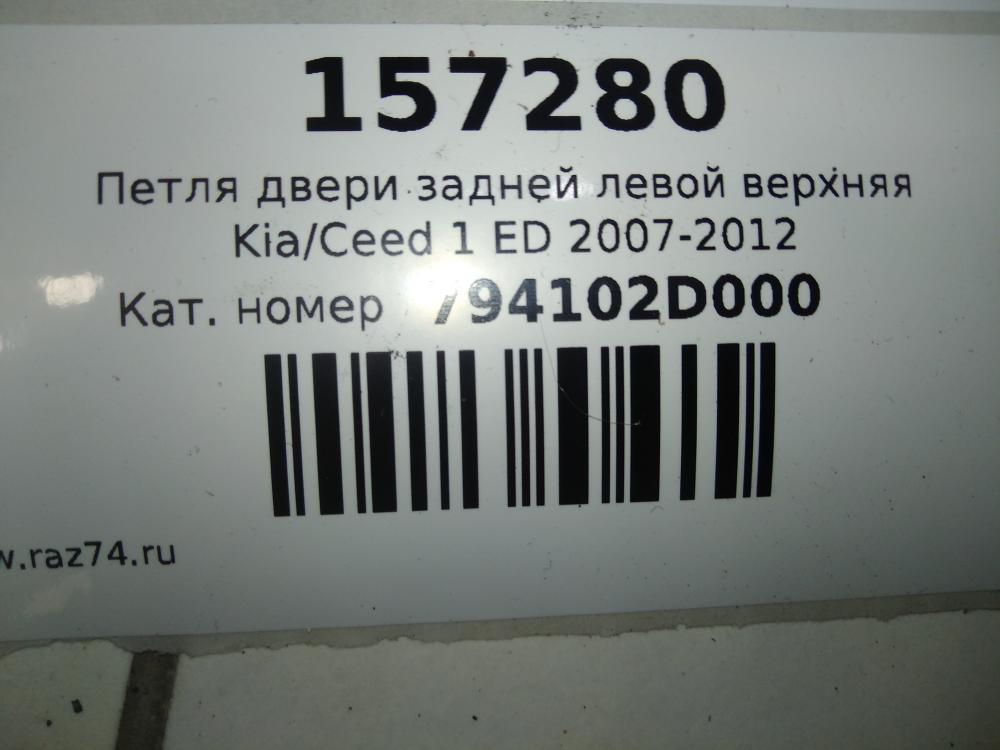 157280
Петля двери задней левой верхняя
Kia/Ceed 1 ED 2007-2012
Кат. номер 794102D000
w.raz74.ru